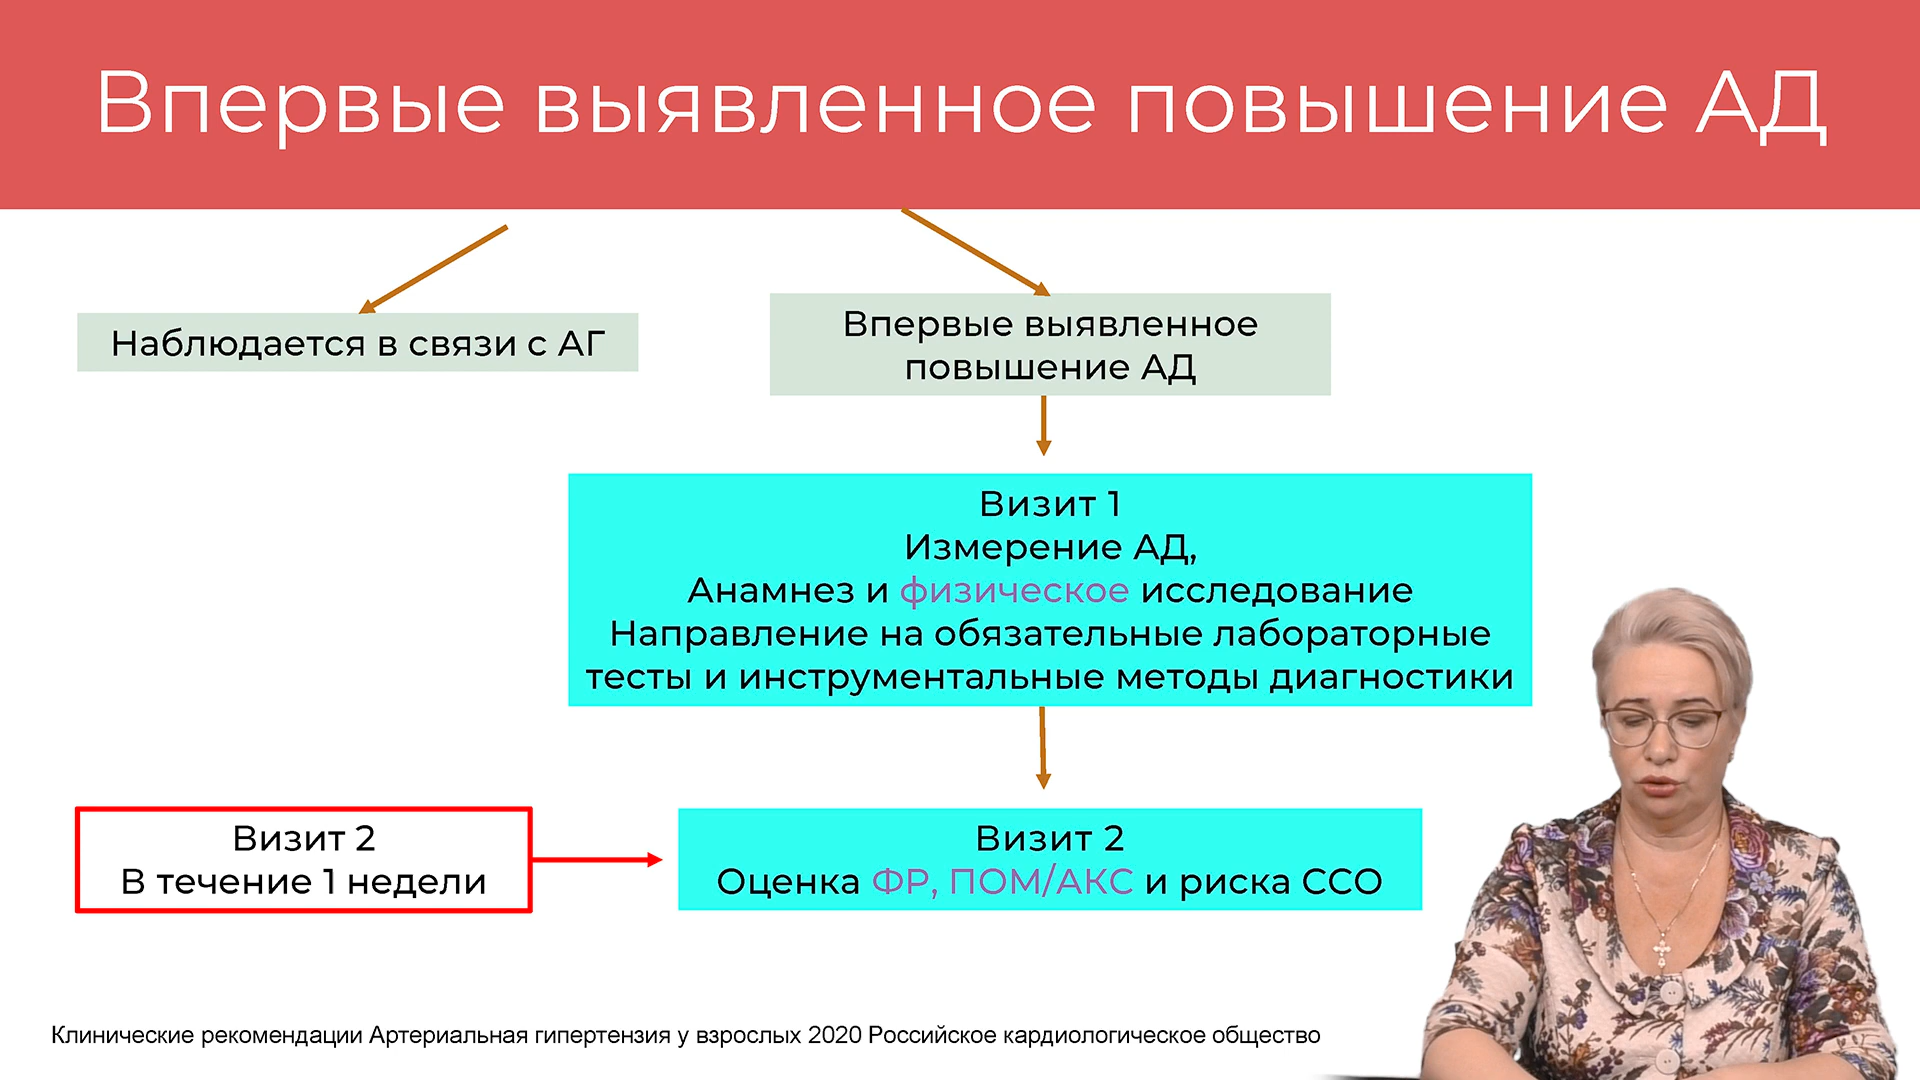 Впервые выявленное повышение АД
Наблюдается в связи с АГ
Впервые выявленное
повышение АД
Визит 1
Измерение АД,
Анамнез и физическое исследование
Направление на обязательные лабораторные
тесты и инструментальные методы диагностики
Визит 2
В течение 1 недели
Визит 2
Оценка ФР, ПОМ/АКС и риска ССО
Клинические рекомендации Артериальная гипертензия у взрослых 2020 Российское кардиологическое общество